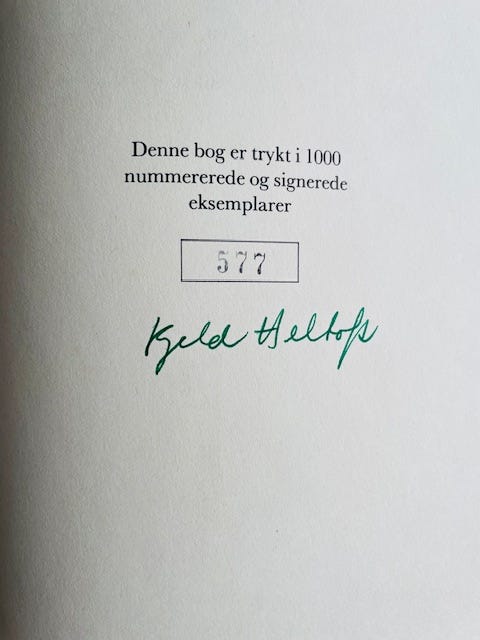 Denne bog er trykt i 1000
nummererede og signerede
eksemplarer
577
Kjeld Heltoft